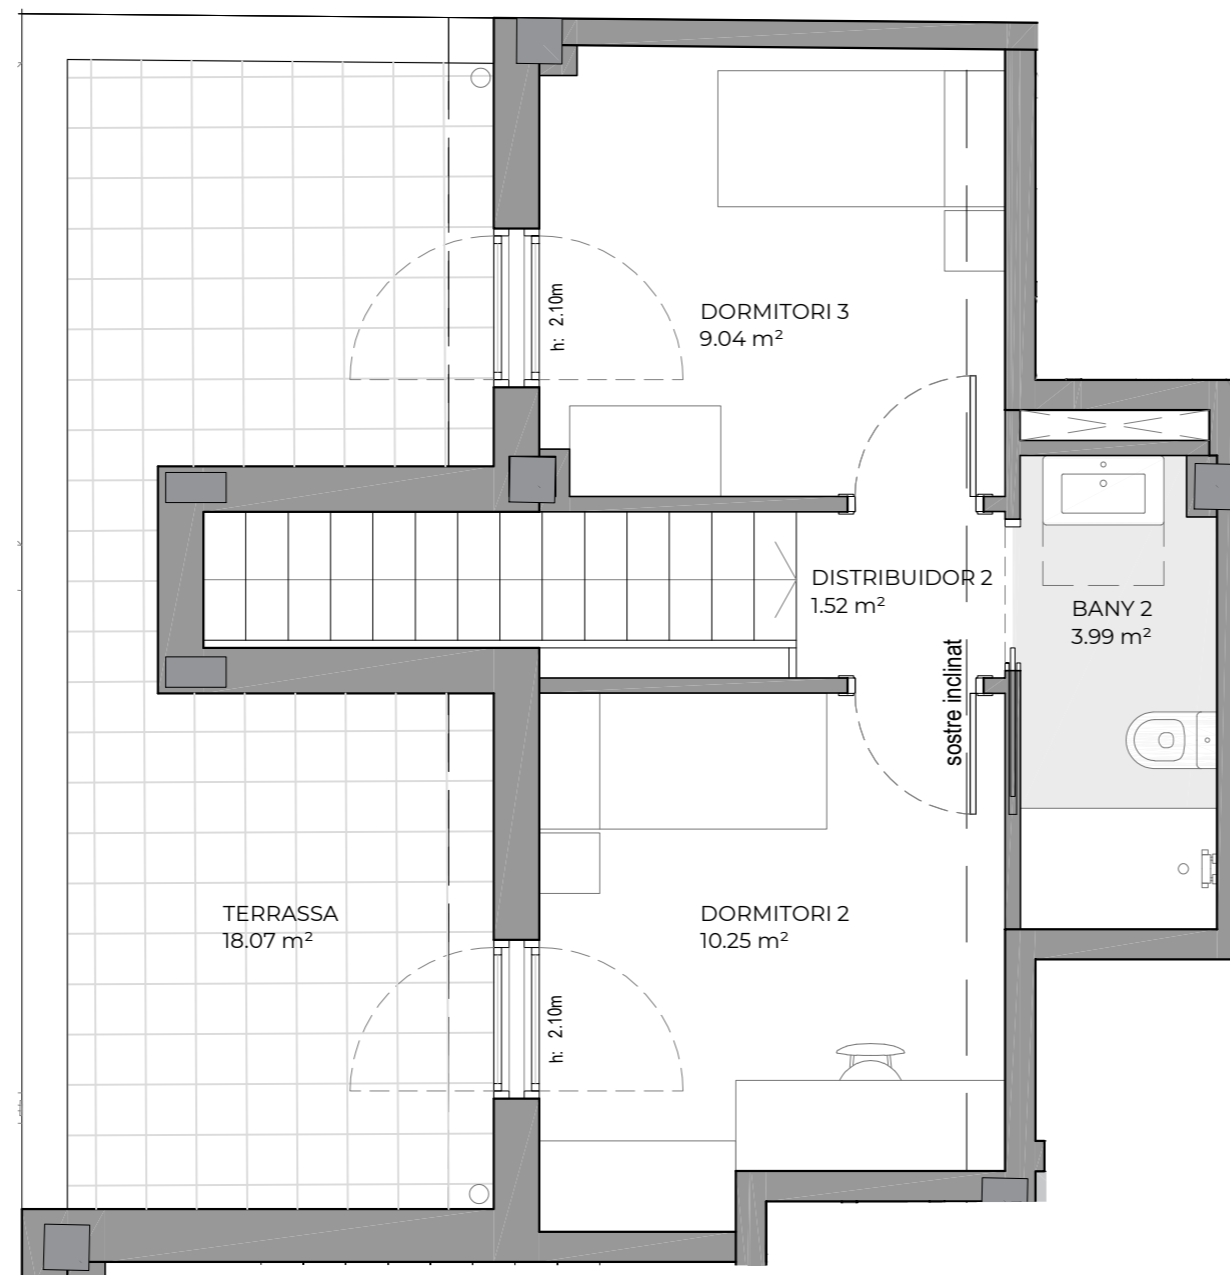 h: 2.10m
DORMITORI 3
9.04 m²
DISTRIBUIDOR 2
1.52 m²
BANY 2
3.99 m²
sostre inclinat
TERRASSA
18.07 m²
DORMITORI 2
10.25 m²
h: 2.10m